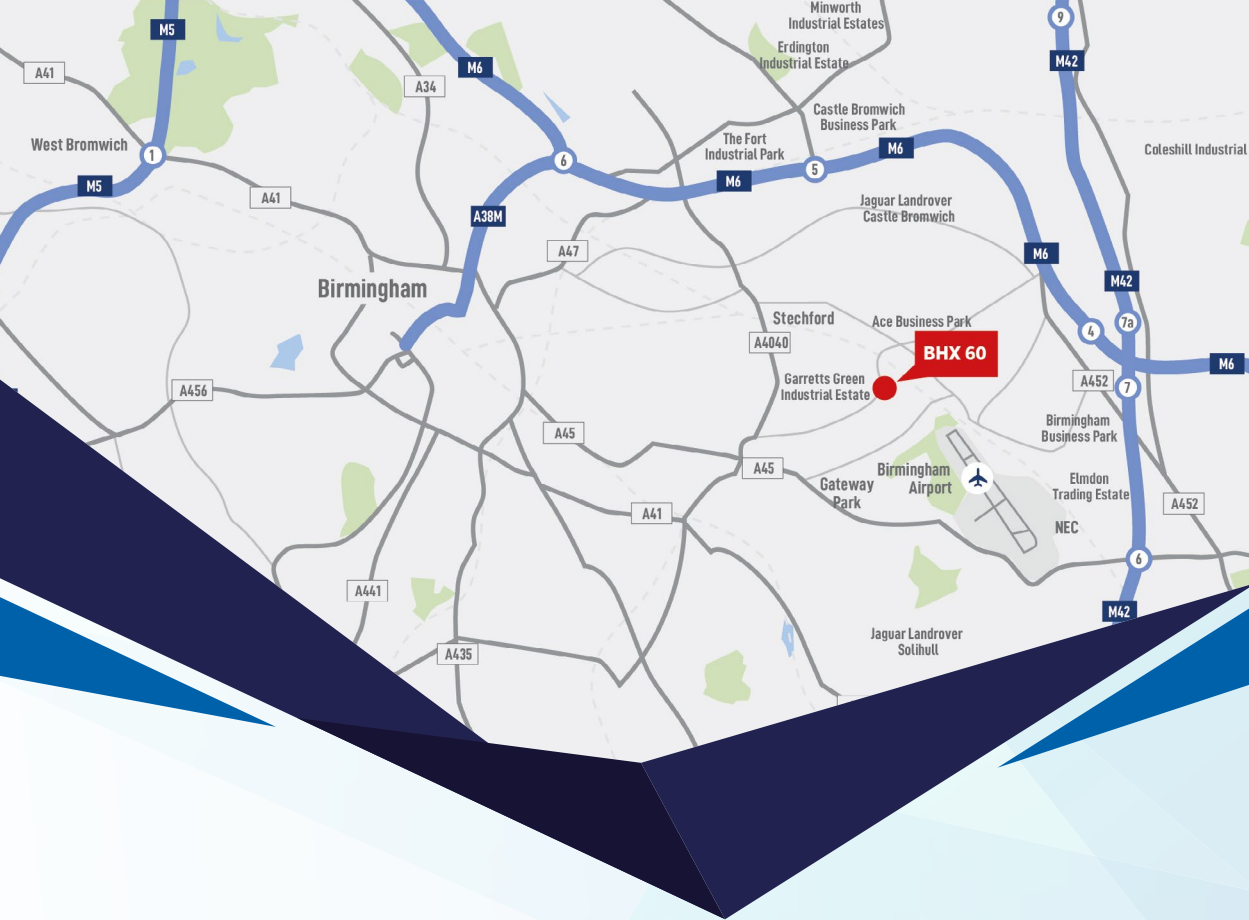 Minworth
Industrial Estates
9
M5
Erdington
Industrial Estate
M42
M6
A41
A34
Castle Bromwich
Business Park
The Fort
Industrial Park
M6
Coleshill Industrial
West Bromwich
1
6
5
M5
M6
A41
Jaguar Landrover
Castle Bromwich
A38M
A47
M6
M42
Birmingham
Stechford
Ace Business Park
7a
4
A4040
BHX 60
M6
Garretts Green
Industrial Estate
A452
7
A456
Birmingham
Business Park
A45
A45
Birmingham
Airport
Gateway
Park
Elmdon
Trading Estate
A452
A41
NEC
6
A441
M42
Jaguar Landrover
Solihull
A435